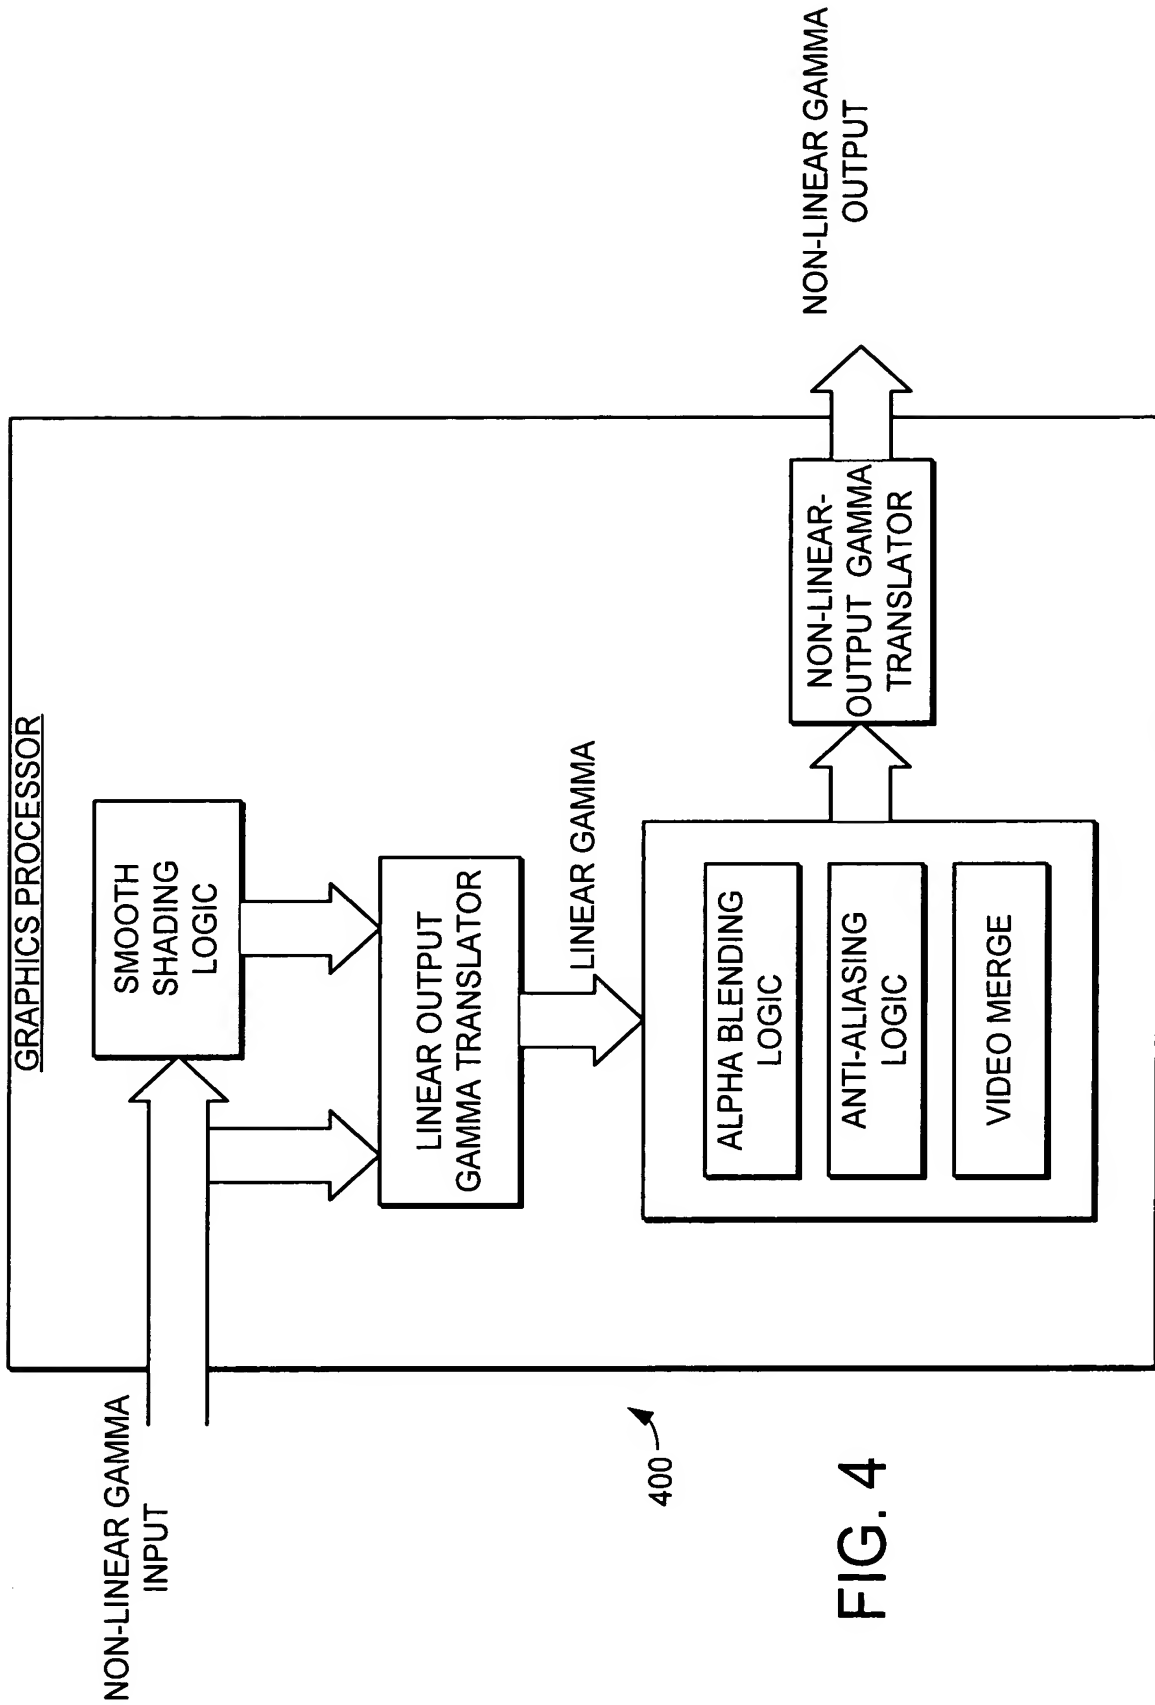 GRAPHICS PROCESSOR
NON-LINEAR GAMMA
INPUT
SMOOTH
SHADING
LOGIC
LINEAR OUTPUT
GAMMA TRANSLATOR
LINEAR GAMMA
ALPHA BLENDING
LOGIC
ANTI-ALIASING
LOGIC
VIDEO MERGE
NON-LINEAR-
OUTPUT GAMMA
TRANSLATOR
NON-LINEAR GAMMA
OUTPUT
400
FIG. 4